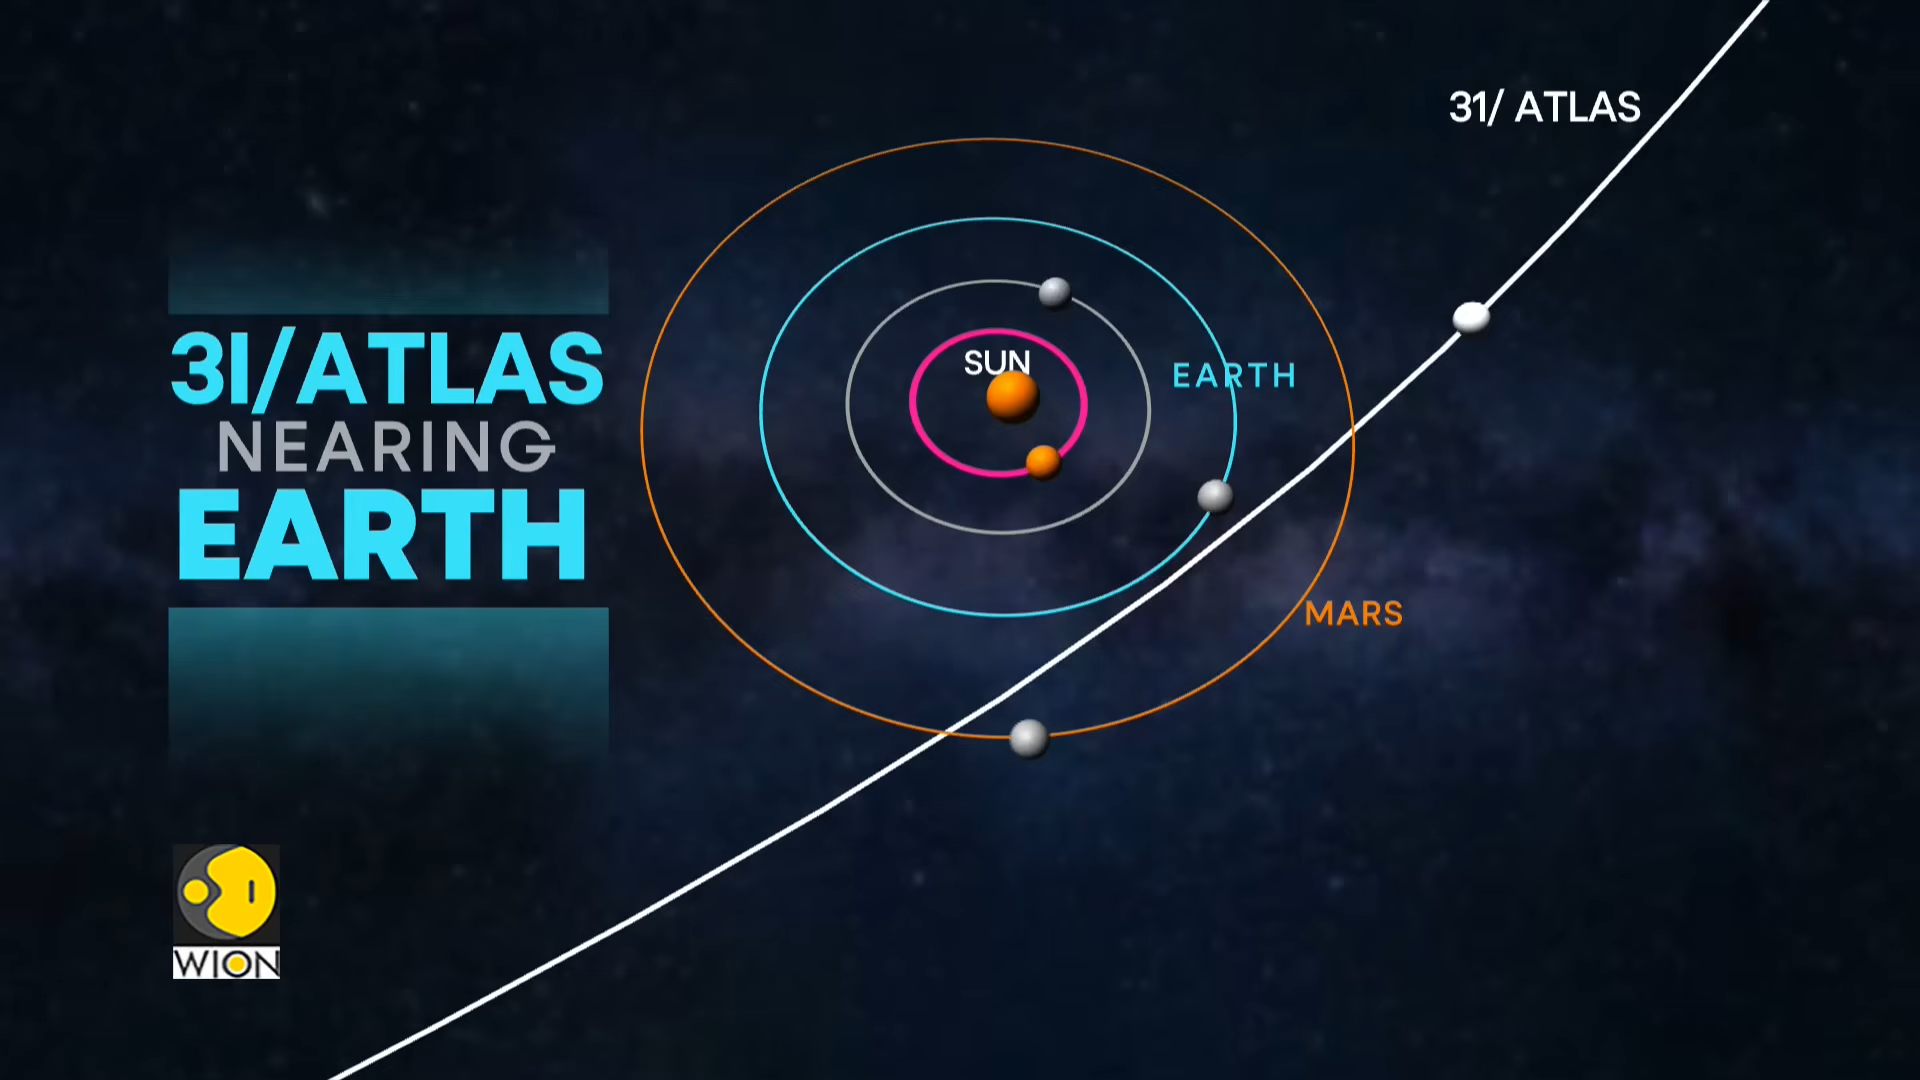 31/ ATLAS
SUN
EARTH
3I/ATLAS
NEARING
EARTH
MARS
WION